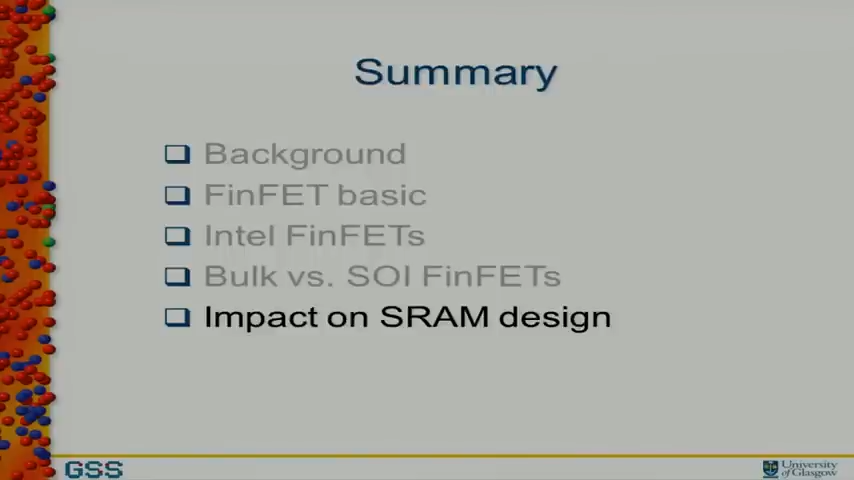 Summary
Background
FinFET basic
Intel FinFETs
Bulk vs. SOI FinFETs
Impact on SRAM design
GSS
University
of Glasgow